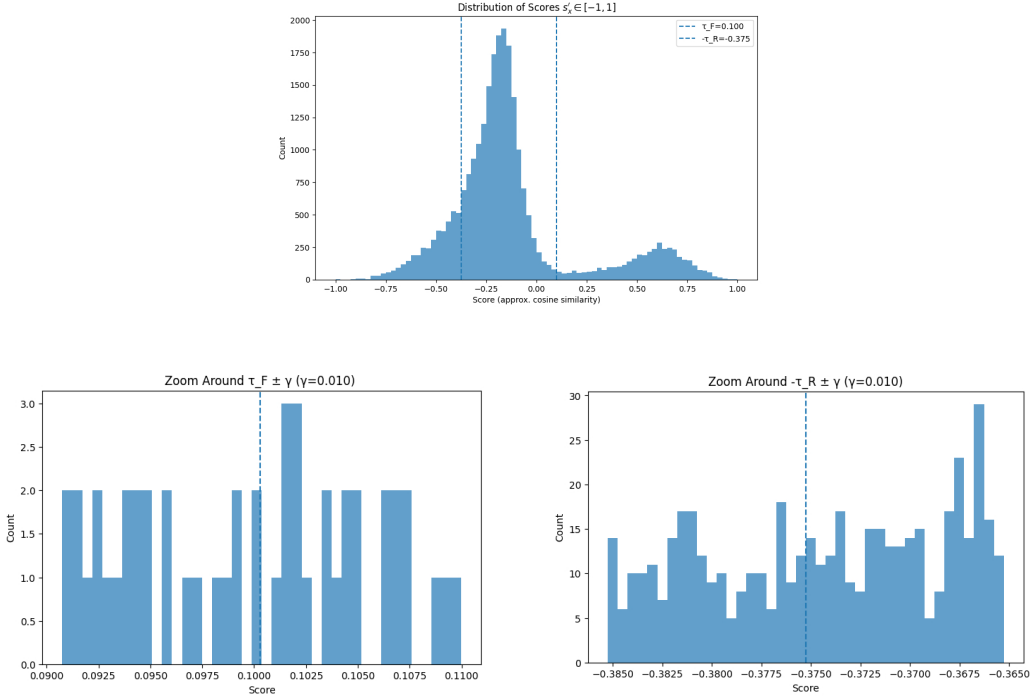 Distribution of Scores s′ₓ ∈ [−1, 1]
2000
1750
1500
1250
1000
750
500
250
0
Count
τ_F=0.100
-τ_R=-0.375
−1.00 −0.75 −0.50 −0.25 0.00 0.25 0.50 0.75 1.00
Score (approx. cosine similarity)
Zoom Around τ_F ± γ (γ=0.010)
3.0
2.5
2.0
1.5
1.0
0.5
0.0
Count
0.0900 0.0925 0.0950 0.0975 0.1000 0.1025 0.1050 0.1075 0.1100
Score
Zoom Around -τ_R ± γ (γ=0.010)
30
25
20
15
10
5
0
Count
−0.3850 −0.3825 −0.3800 −0.3775 −0.3750 −0.3725 −0.3700 −0.3675 −0.3650
Score